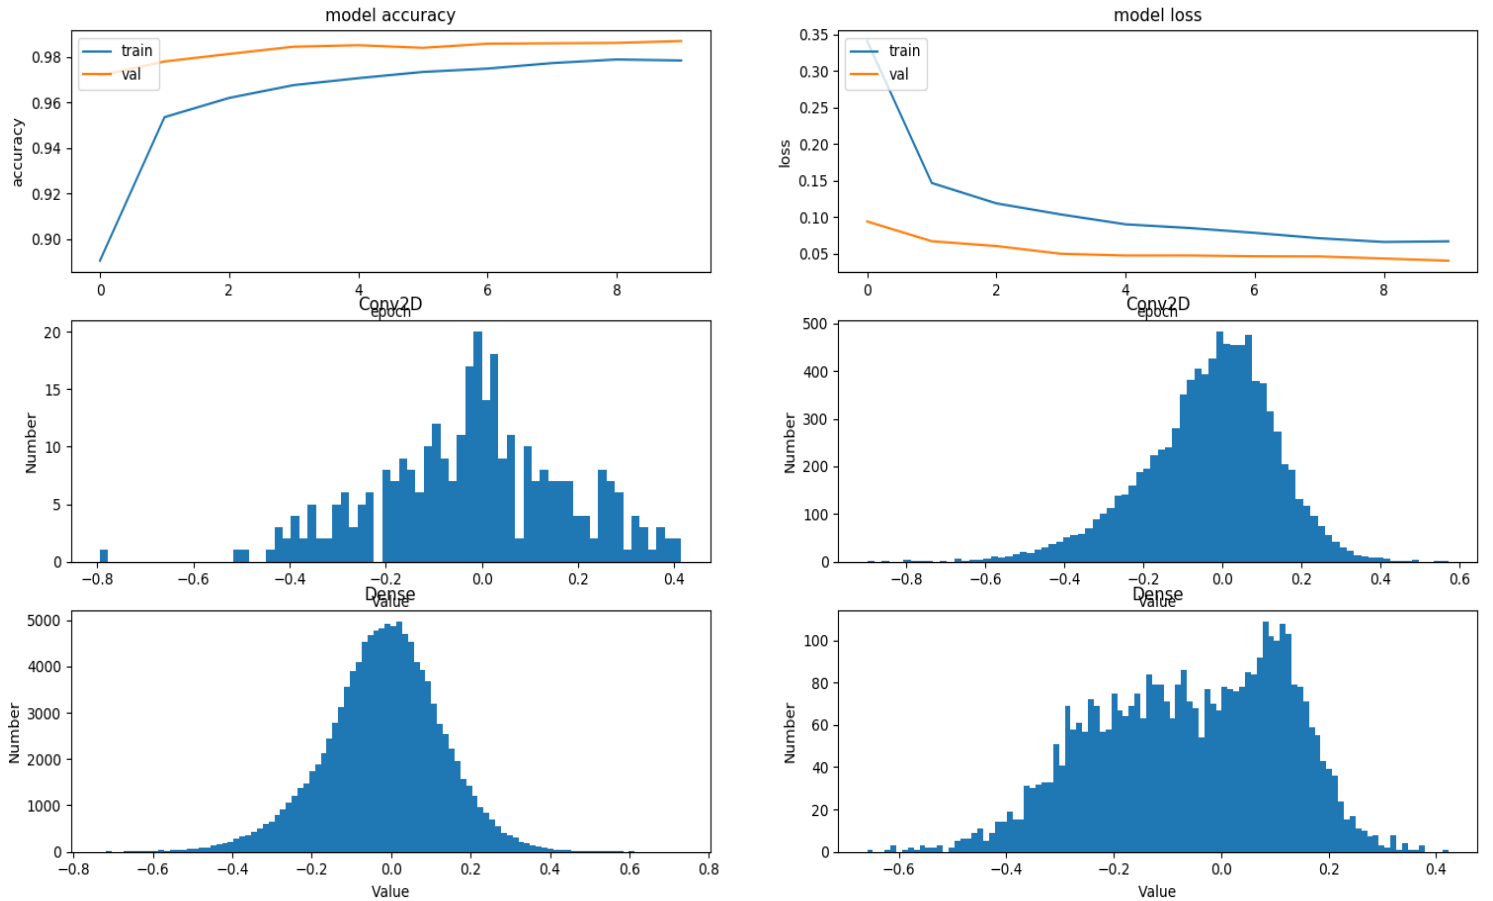 model accuracy
train
val
0.98
0.96
0.94
0.92
0.90
accuracy
0 2 4 6 8
epoch
model loss
train
val
0.35
0.30
0.25
0.20
0.15
0.10
0.05
loss
0 2 4 6 8
epoch
Conv2D
20
15
10
5
0
Number
−0.8 −0.6 −0.4 −0.2 0.0 0.2 0.4
Value
Conv2D
500
400
300
200
100
0
Number
−0.8 −0.6 −0.4 −0.2 0.0 0.2 0.4 0.6
Value
Dense
5000
4000
3000
2000
1000
0
Number
−0.8 −0.6 −0.4 −0.2 0.0 0.2 0.4 0.6 0.8
Value
Dense
100
80
60
40
20
0
Number
−0.6 −0.4 −0.2 0.0 0.2 0.4
Value